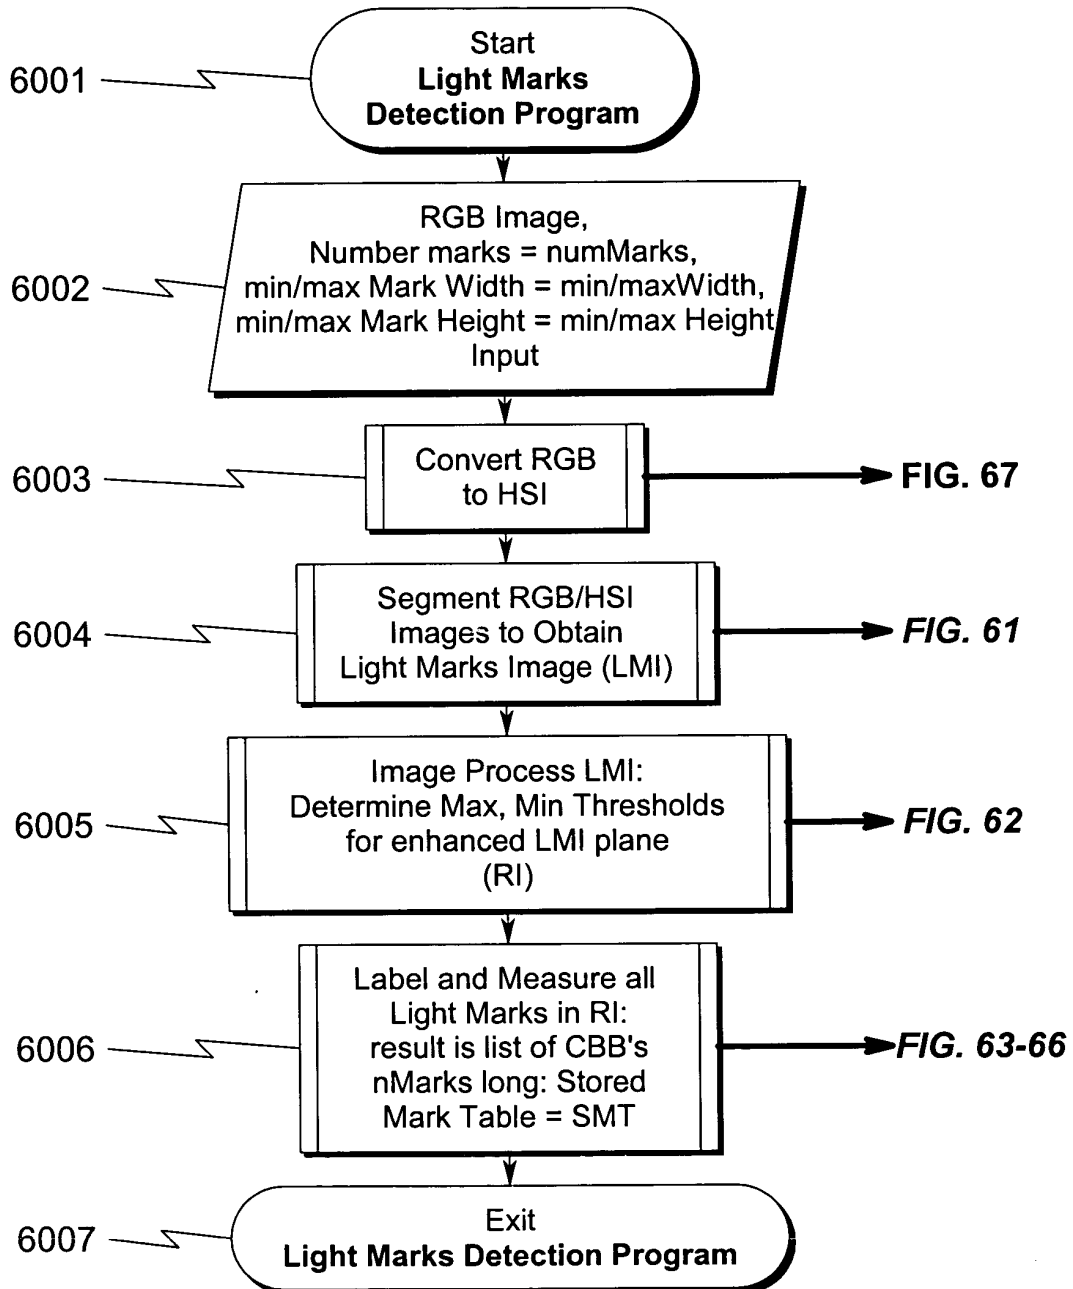 Start
6001
Light Marks
Detection Program
RGB Image,
Number marks = numMarks,
6002
min/max Mark Width = min/maxWidth,
min/max Mark Height = min/max Height
Input
6003
Convert RGB
to HSI
FIG. 67
6004
Segment RGB/HSI
Images to Obtain
Light Marks Image (LMI)
FIG. 61
6005
Image Process LMI:
Determine Max, Min Thresholds
for enhanced LMI plane
(RI)
FIG. 62
6006
Label and Measure all
Light Marks in RI:
result is list of CBB's
nMarks long: Stored
Mark Table = SMT
FIG. 63-66
6007
Exit
Light Marks Detection Program